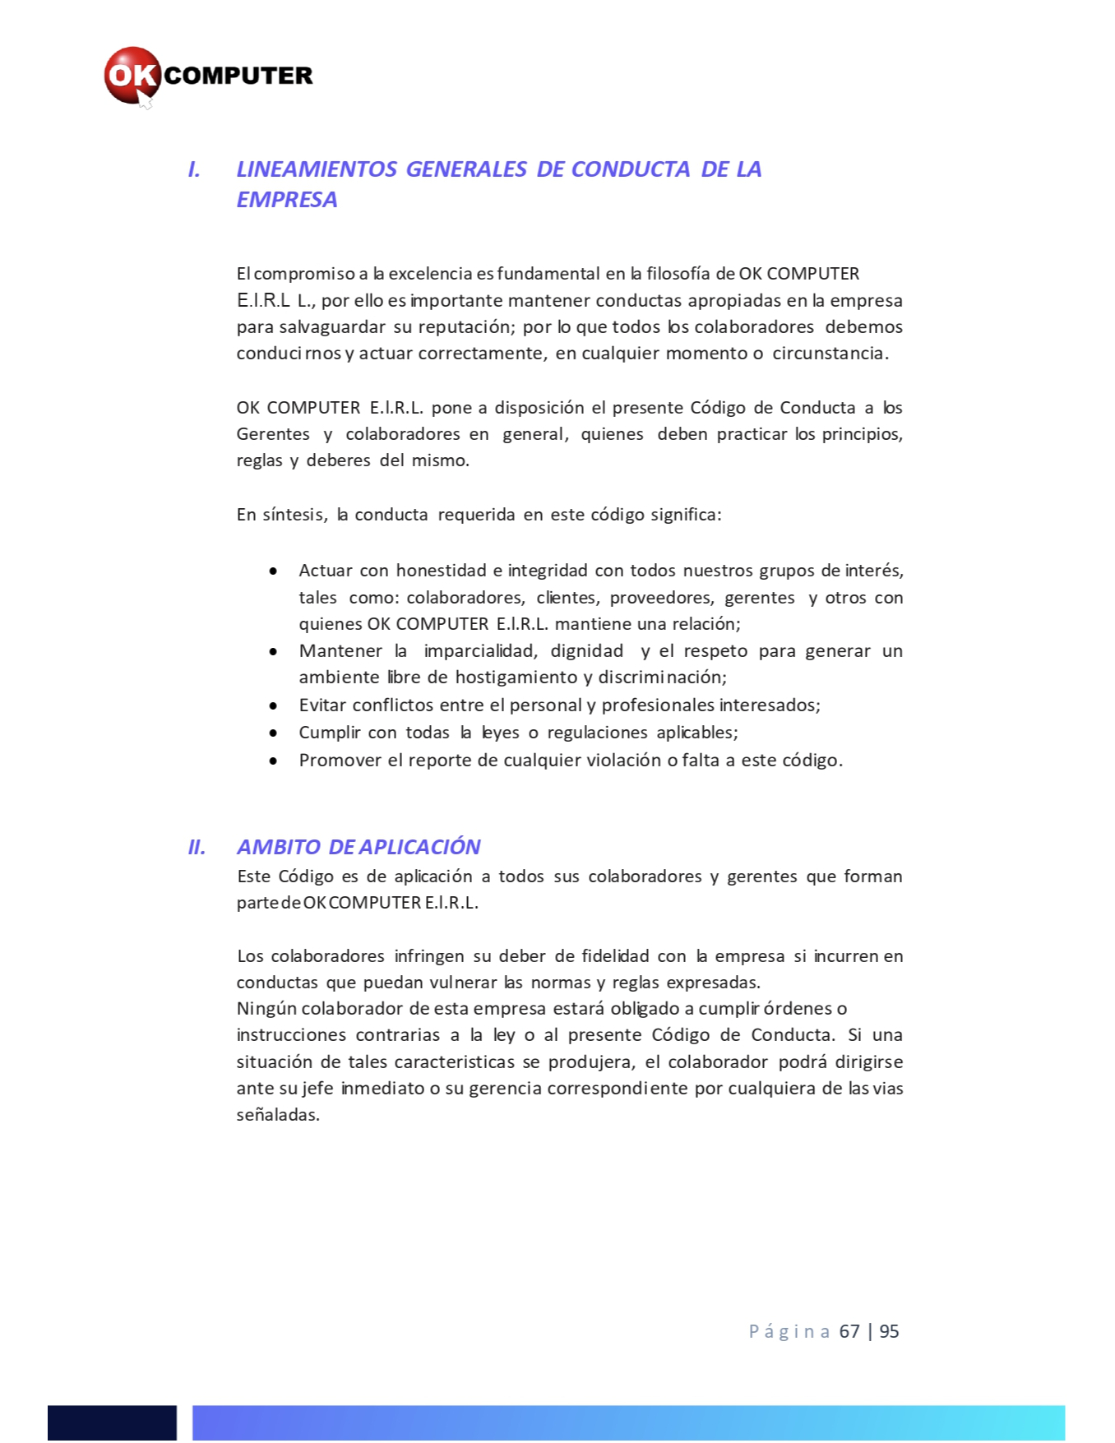 OK COMPUTER
I. LINEAMIENTOS GENERALES DE CONDUCTA DE LA
EMPRESA
El compromiso a la excelencia es fundamental en la filosofía de OK COMPUTER
E.I.R.L L., por ello es importante mantener conductas apropiadas en la empresa
para salvaguardar su reputación; por lo que todos los colaboradores debemos
conducirnos y actuar correctamente, en cualquier momento o circunstancia.
OK COMPUTER E.I.R.L. pone a disposición el presente Código de Conducta a los
Gerentes y colaboradores en general, quienes deben practicar los principios,
reglas y deberes del mismo.
En síntesis, la conducta requerida en este código significa:
• Actuar con honestidad e integridad con todos nuestros grupos de interés,
tales como: colaboradores, clientes, proveedores, gerentes y otros con
quienes OK COMPUTER E.I.R.L. mantiene una relación;
• Mantener la imparcialidad, dignidad y el respeto para generar un
ambiente libre de hostigamiento y discriminación;
• Evitar conflictos entre el personal y profesionales interesados;
• Cumplir con todas la leyes o regulaciones aplicables;
• Promover el reporte de cualquier violación o falta a este código.
II. AMBITO DE APLICACIÓN
Este Código es de aplicación a todos sus colaboradores y gerentes que forman
parte de OK COMPUTER E.I.R.L.
Los colaboradores infringen su deber de fidelidad con la empresa si incurren en
conductas que puedan vulnerar las normas y reglas expresadas.
Ningún colaborador de esta empresa estará obligado a cumplir órdenes o
instrucciones contrarias a la ley o al presente Código de Conducta. Si una
situación de tales caracteristicas se produjera, el colaborador podrá dirigirse
ante su jefe inmediato o su gerencia correspondiente por cualquiera de las vias
señaladas.
Página 67 | 95